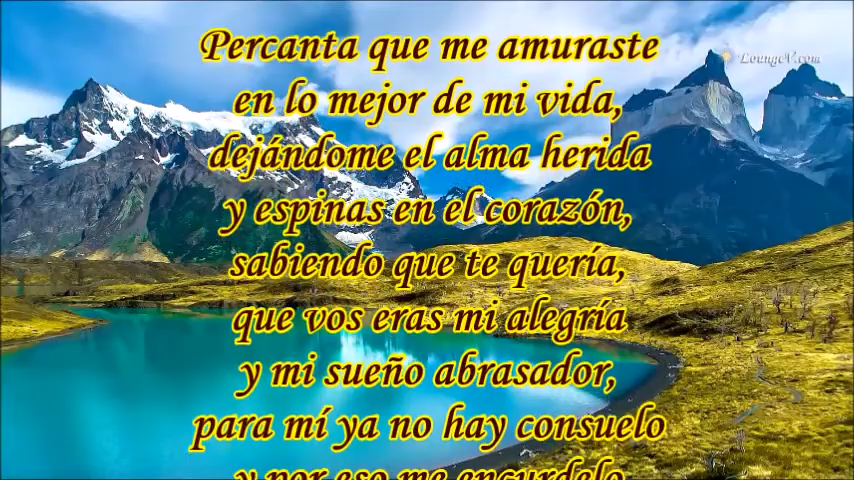 Percanta que me amuraste
LoungeV.com
en lo mejor de mi vida,
dejándome el alma herida
y espinas en el corazón,
sabiendo que te quería,
que vos eras mi alegría
y mi sueño abrasador,
para mí ya no hay consuelo
y por eso me encurdelo